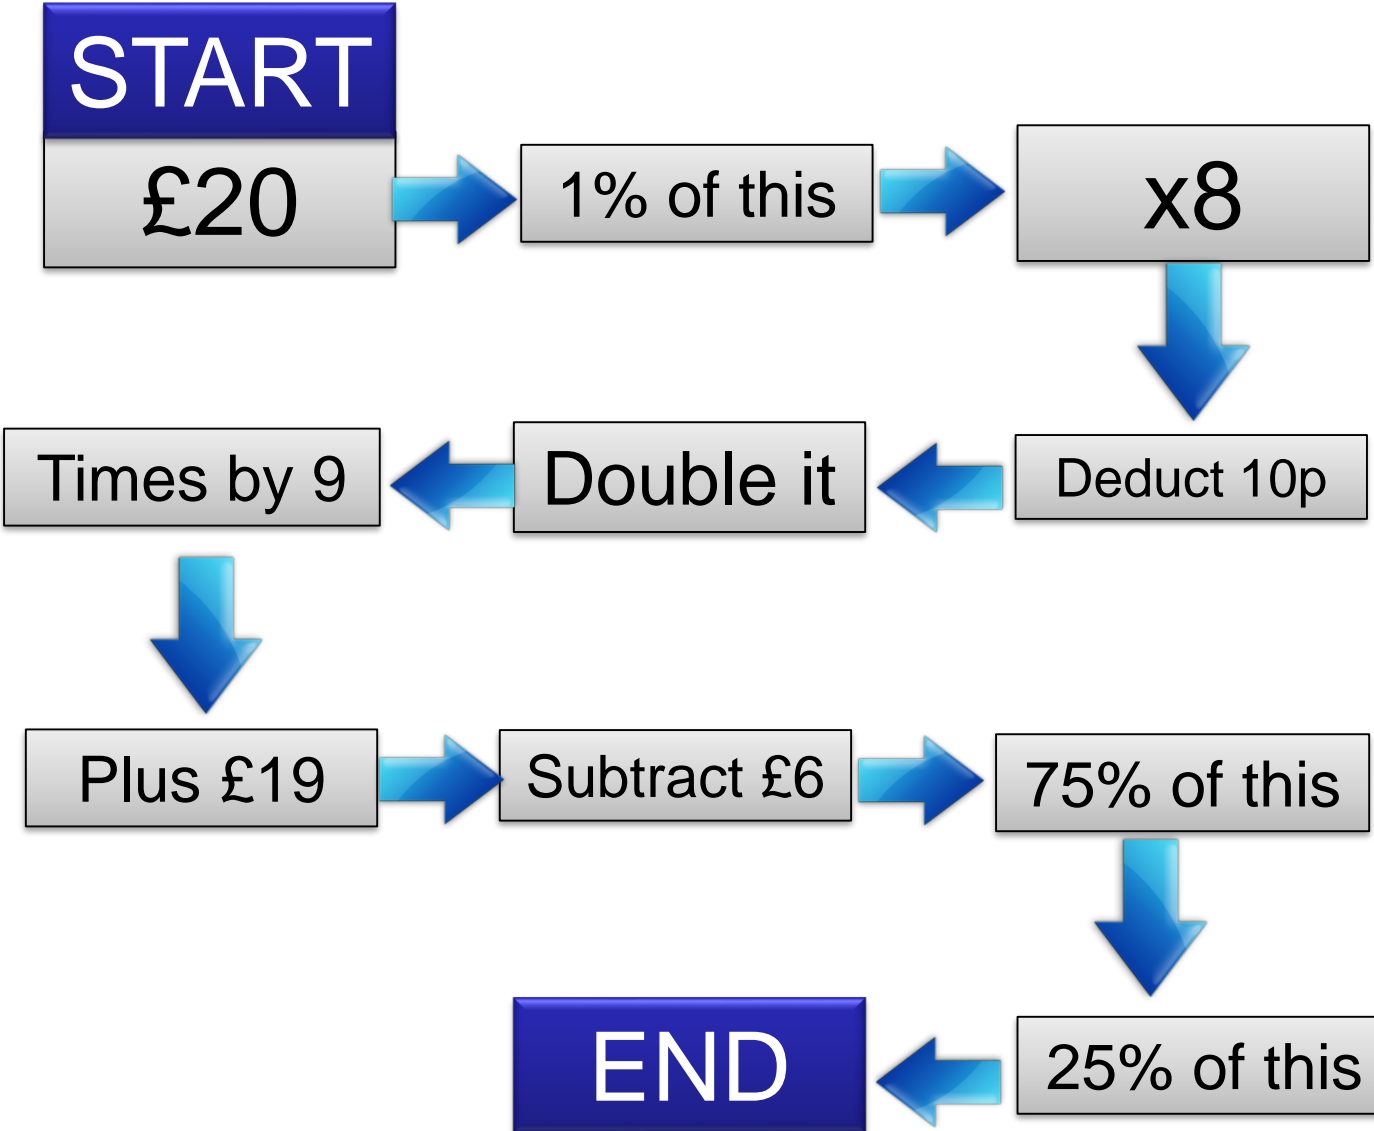 START
£20
1% of this
x8
Deduct 10p
Double it
Times by 9
Plus £19
Subtract £6
75% of this
25% of this
END